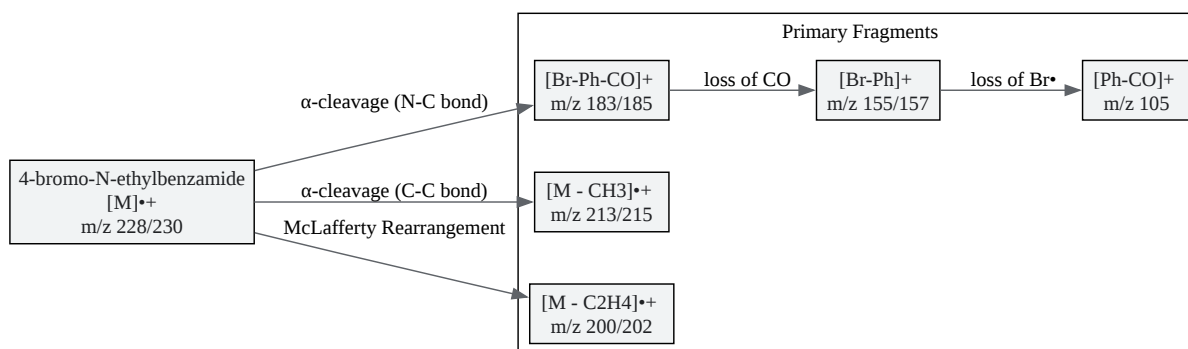 Primary Fragments
[Br-Ph-CO]+
m/z 183/185
loss of CO
[Br-Ph]+
m/z 155/157
loss of Br•
[Ph-CO]+
m/z 105
α-cleavage (N-C bond)
4-bromo-N-ethylbenzamide
[M]•+
m/z 228/230
α-cleavage (C-C bond)
[M - CH3]•+
m/z 213/215
McLafferty Rearrangement
[M - C2H4]•+
m/z 200/202